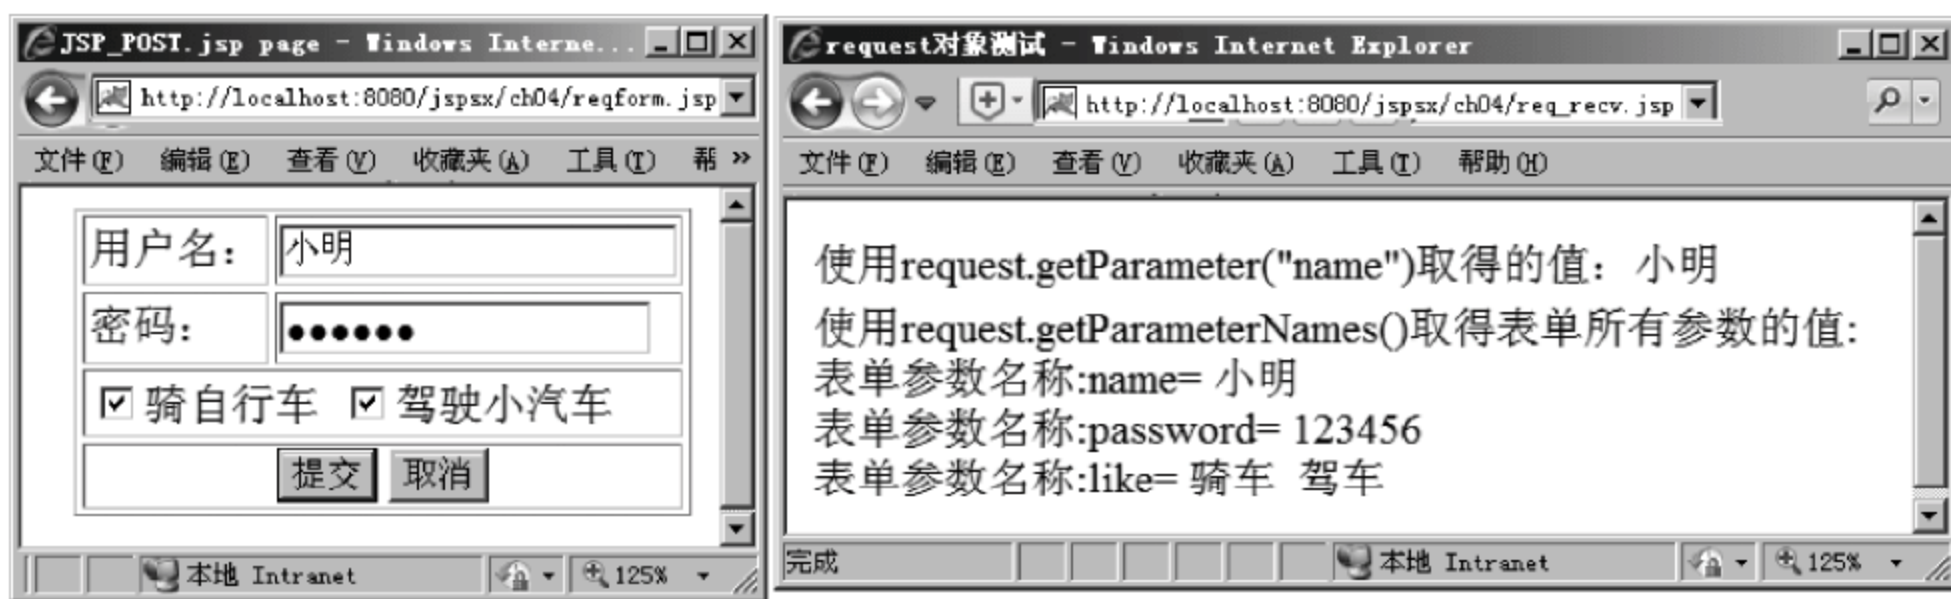 JSP_POST.jsp page - Windows Interne...
http://localhost:8080/jspsx/ch04/reqform.jsp
文件(F) 编辑(E) 查看(V) 收藏夹(A) 工具(T) 帮 »
用户名： 小明
密码： ●●●●●●
骑自行车 驾驶小汽车
提交 取消
本地 Intranet 125%
request对象测试 - Windows Internet Explorer
http://localhost:8080/jspsx/ch04/req_recv.jsp
文件(F) 编辑(E) 查看(V) 收藏夹(A) 工具(T) 帮助(H)
使用request.getParameter("name")取得的值：小明
使用request.getParameterNames()取得表单所有参数的值:
表单参数名称:name= 小明
表单参数名称:password= 123456
表单参数名称:like= 骑车 驾车
完成 本地 Intranet 125%